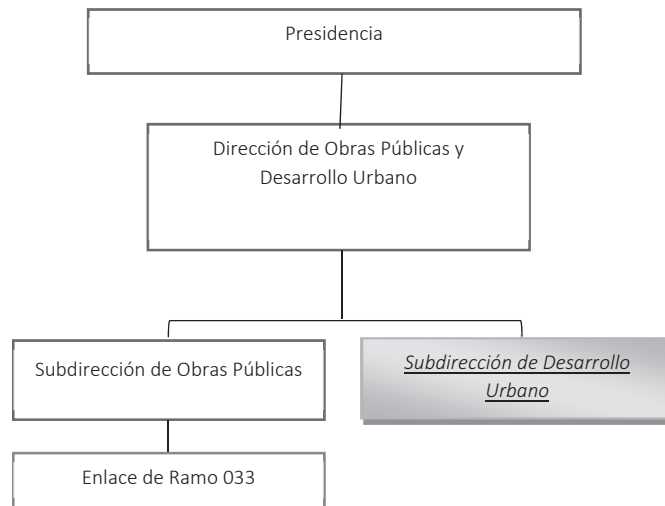 Presidencia
Dirección de Obras Públicas y
Desarrollo Urbano
Subdirección de Obras Públicas
Subdirección de Desarrollo
Urbano
Enlace de Ramo 033